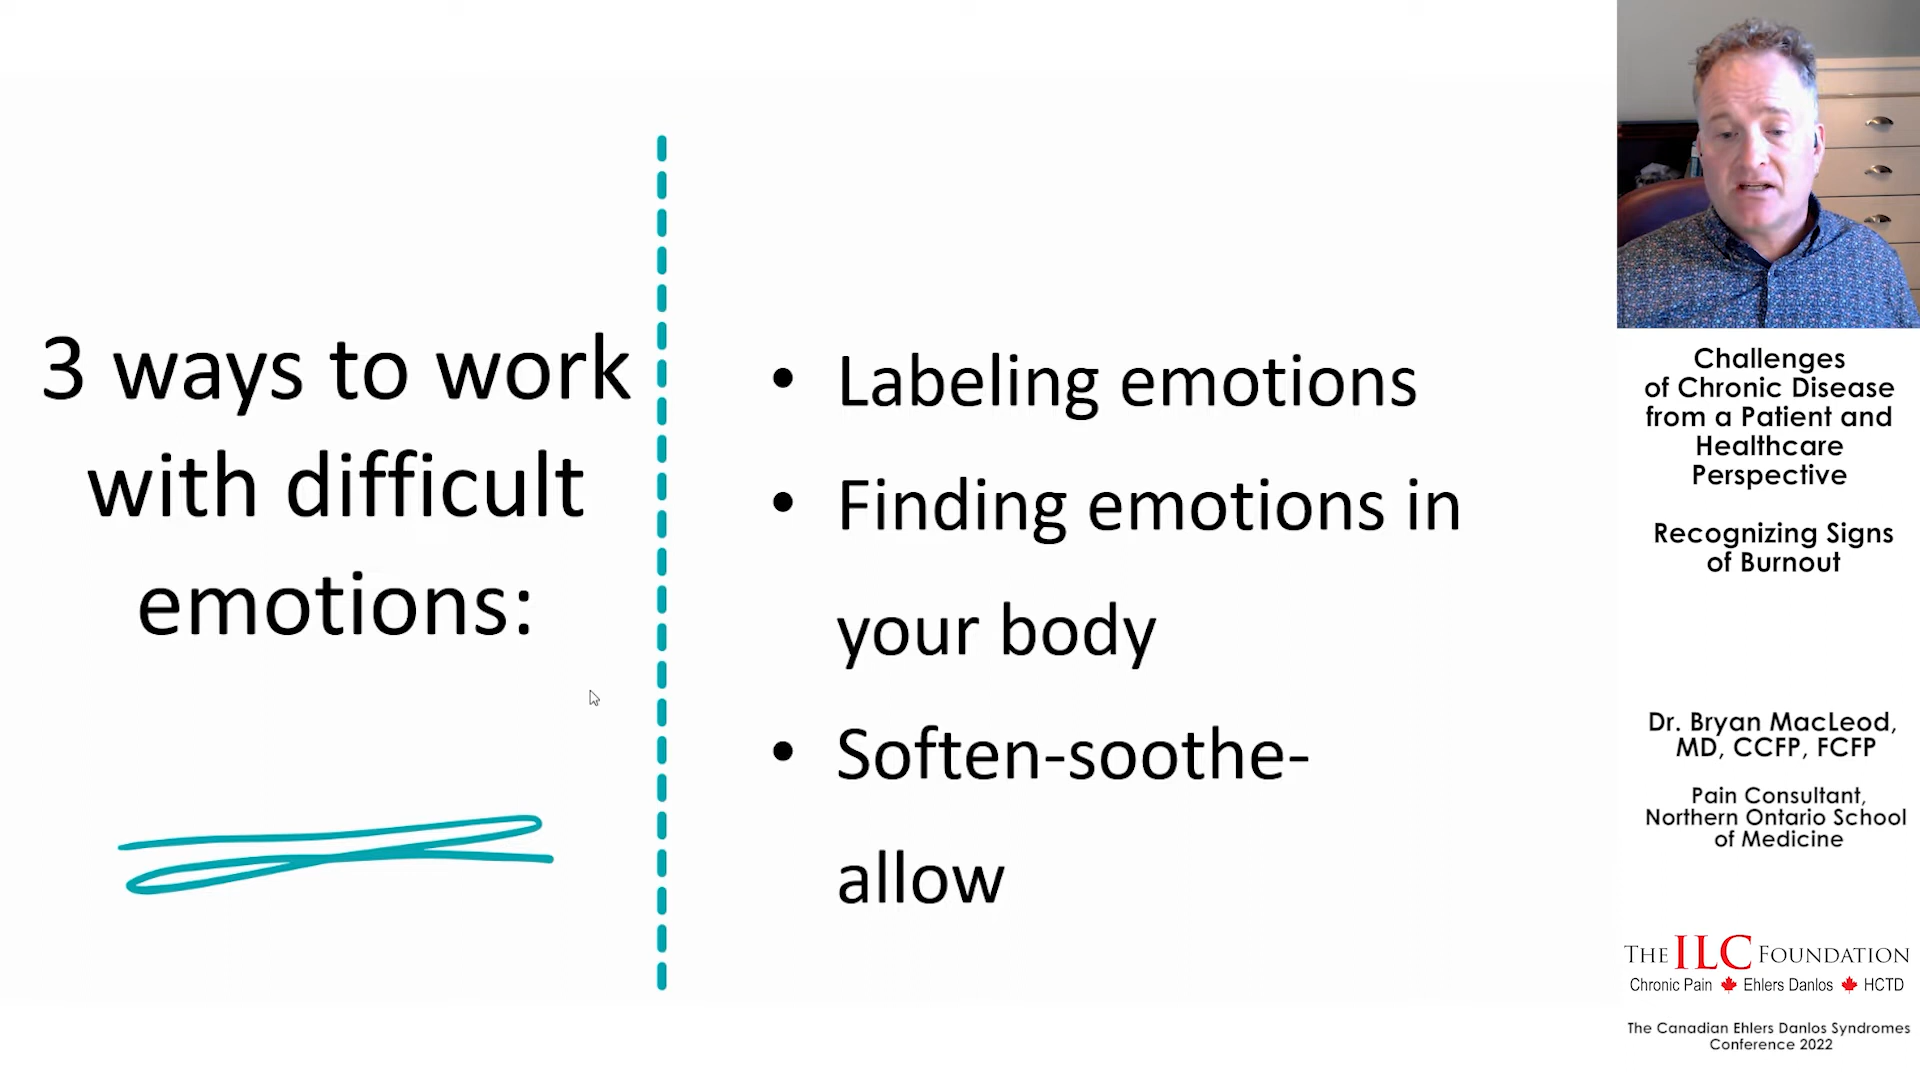 3 ways to work
with difficult
emotions:
• Labeling emotions
• Finding emotions in
your body
• Soften-soothe-
allow
Challenges
of Chronic Disease
from a Patient and
Healthcare
Perspective
Recognizing Signs
of Burnout
Dr. Bryan MacLeod,
MD, CCFP, FCFP
Pain Consultant,
Northern Ontario School
of Medicine
THE ILC FOUNDATION
Chronic Pain Ehlers Danlos HCTD
The Canadian Ehlers Danlos Syndromes
Conference 2022